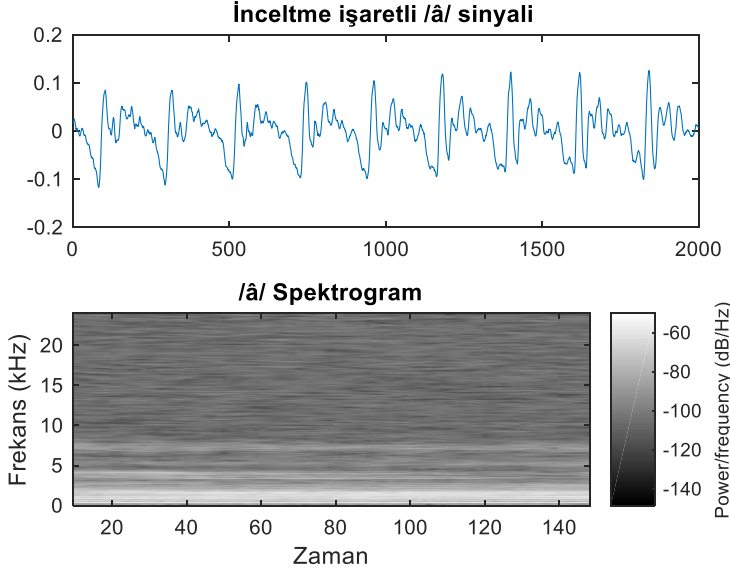 İnceltme işaretli /â/ sinyali
0.2
0.1
0
-0.1
-0.2
0 500 1000 1500 2000
/â/ Spektrogram
Frekans (kHz)
20
15
10
5
0
20 40 60 80 100 120 140
Zaman
-60
-80
-100
-120
-140
Power/frequency (dB/Hz)